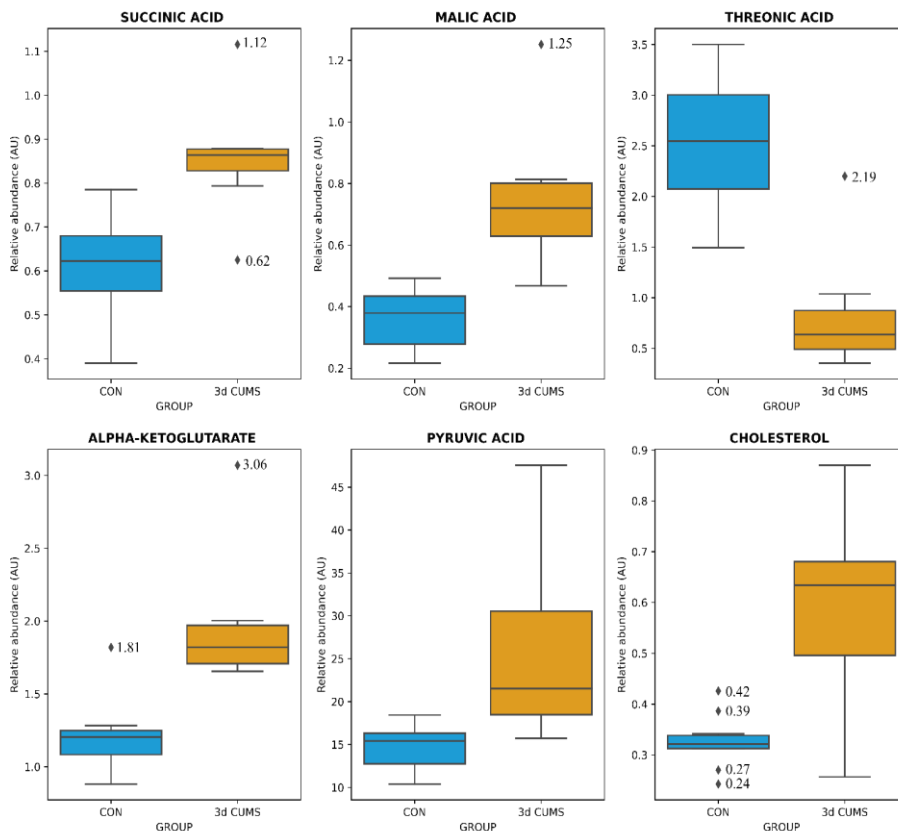 SUCCINIC ACID
Relative abundance (AU)
1.1
1.0
0.9
0.8
0.7
0.6
0.5
0.4
1.12
0.62
CON
3d CUMS
GROUP
MALIC ACID
Relative abundance (AU)
1.2
1.0
0.8
0.6
0.4
0.2
1.25
CON
3d CUMS
GROUP
THREONIC ACID
Relative abundance (AU)
3.5
3.0
2.5
2.0
1.5
1.0
0.5
2.19
CON
3d CUMS
GROUP
ALPHA-KETOGLUTARATE
Relative abundance (AU)
3.0
2.5
2.0
1.5
1.0
3.06
1.81
CON
3d CUMS
GROUP
PYRUVIC ACID
Relative abundance (AU)
45
40
35
30
25
20
15
10
CON
3d CUMS
GROUP
CHOLESTEROL
Relative abundance (AU)
0.9
0.8
0.7
0.6
0.5
0.4
0.3
0.42
0.39
0.27
0.24
CON
3d CUMS
GROUP